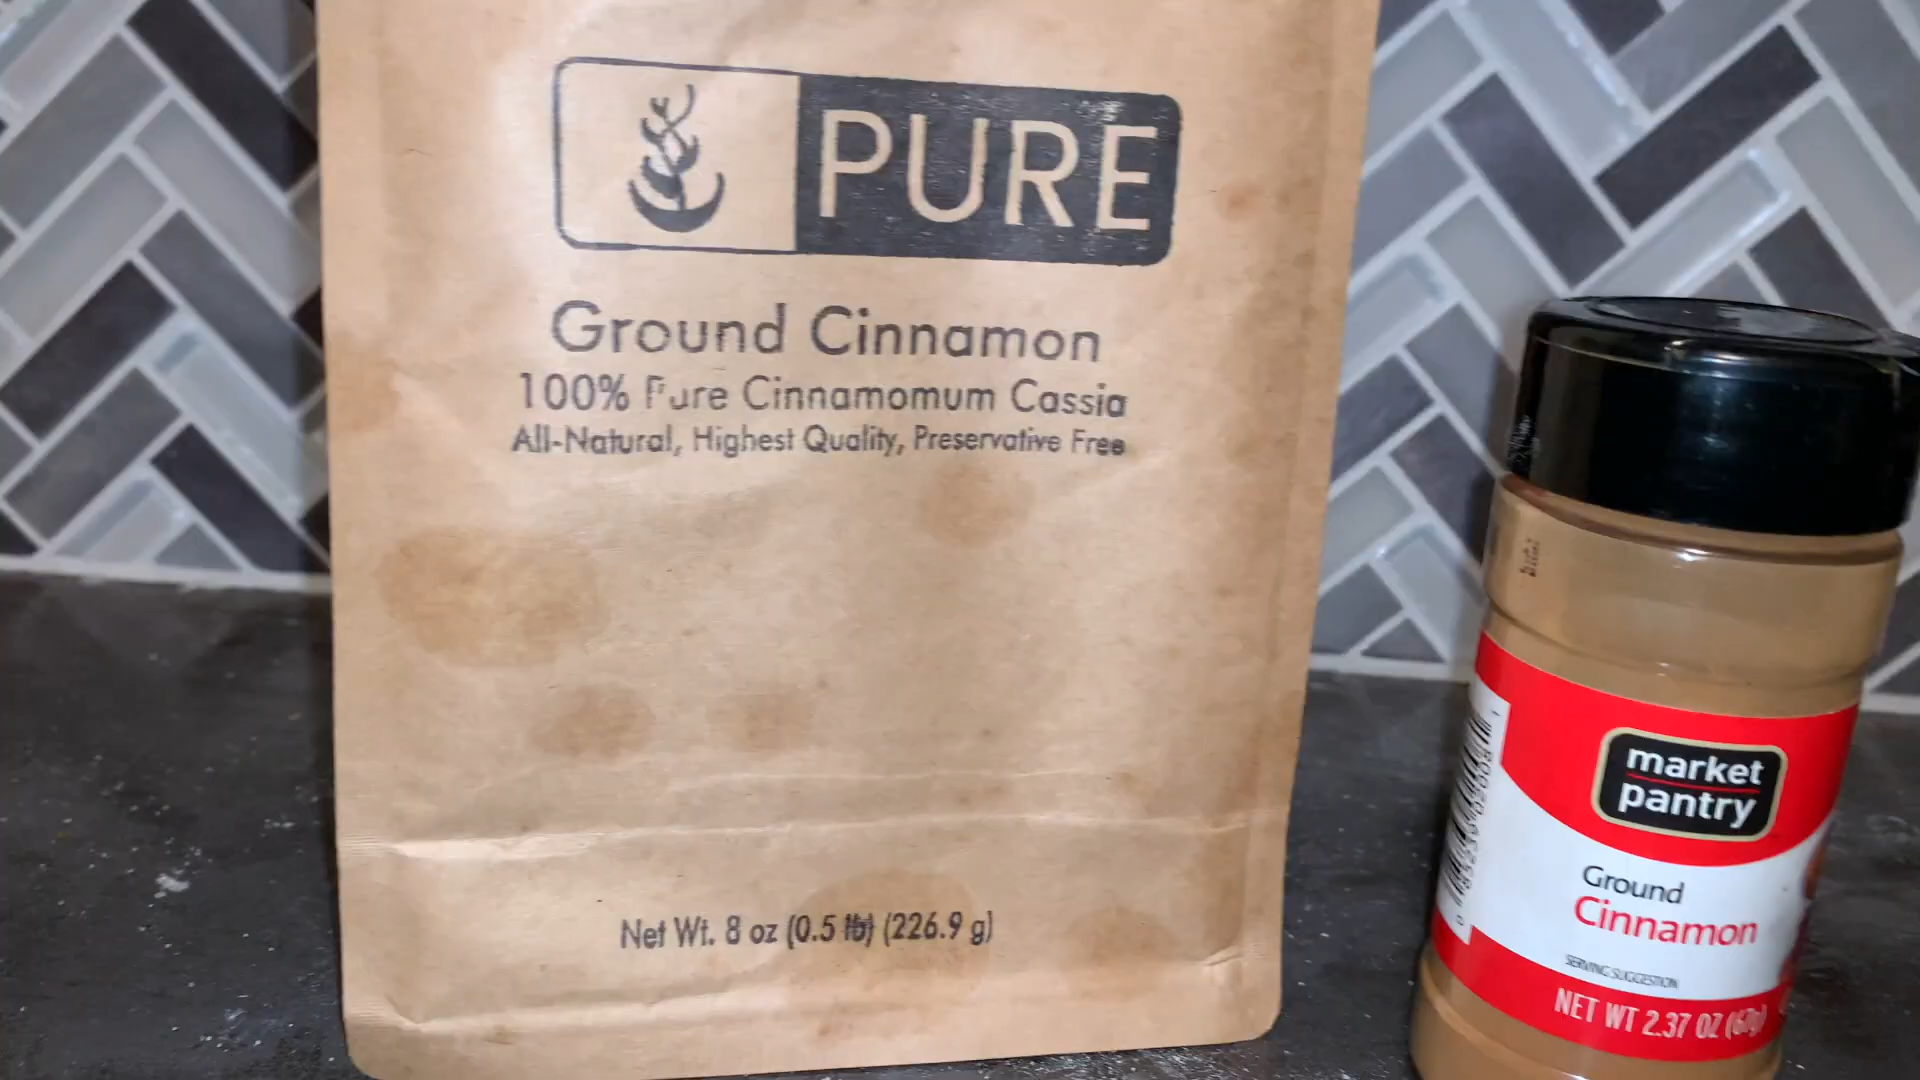 PURE
Ground Cinnamon
100% Pure Cinnamomum Cassia
All-Natural, Highest Quality, Preservative Free
Net Wt. 8 oz (0.5 lb) (226.9 g)
market
pantry
Ground
Cinnamon
SERVING SUGGESTION
NET WT 2.37 OZ (67g)